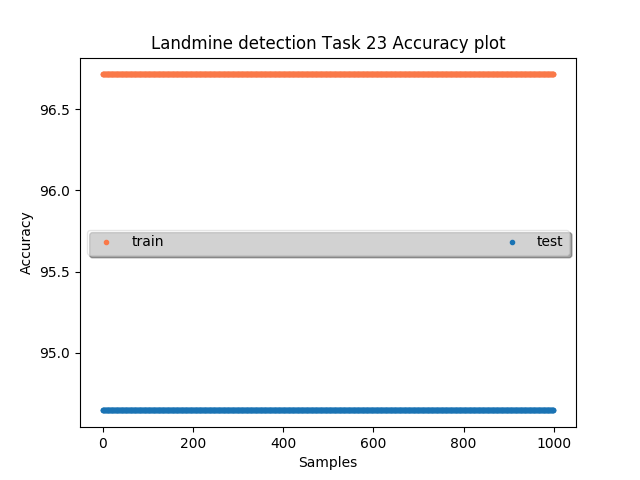 Landmine detection Task 23 Accuracy plot
96.5
96.0
95.5
95.0
Accuracy
train
test
0 200 400 600 800 1000
Samples